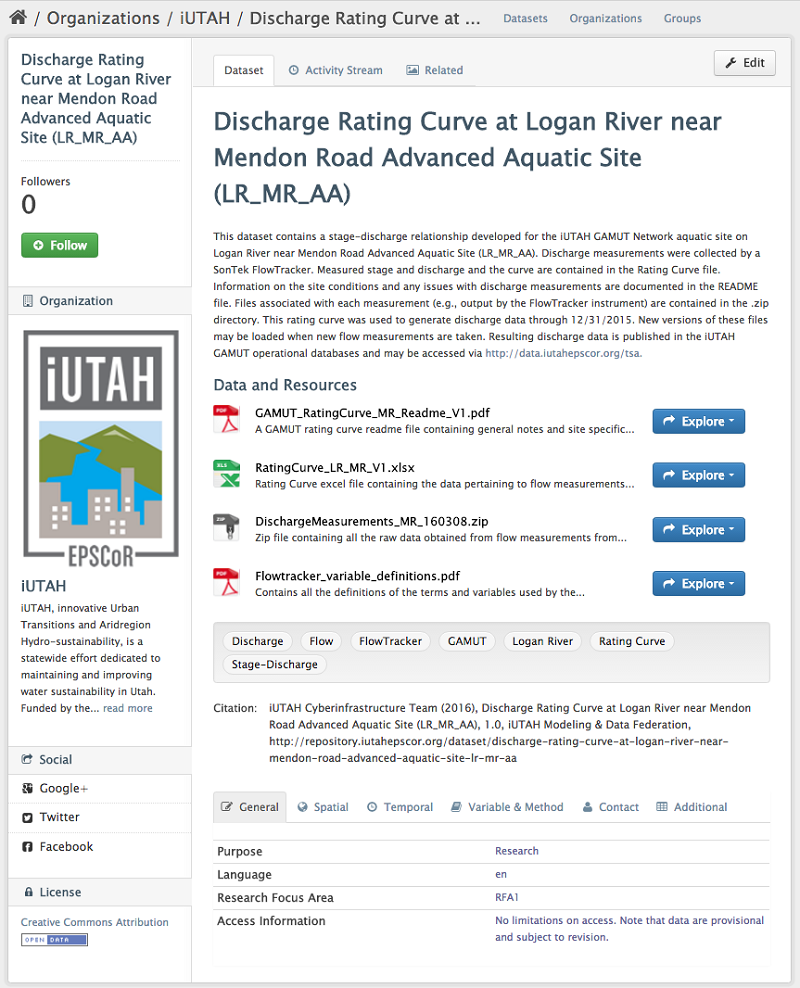 / Organizations / iUTAH / Discharge Rating Curve at ... Datasets Organizations Groups
Discharge Rating
Curve at Logan River
near Mendon Road
Advanced Aquatic
Site (LR_MR_AA)
Followers
0
Follow
Organization
iUTAH
EPSCoR
iUTAH
iUTAH, innovative Urban
Transitions and Aridregion
Hydro-sustainability, is a
statewide effort dedicated to
maintaining and improving
water sustainability in Utah.
Funded by the... read more
Social
Google+
Twitter
Facebook
License
Creative Commons Attribution
OPEN DATA
Dataset Activity Stream Related Edit
Discharge Rating Curve at Logan River near
Mendon Road Advanced Aquatic Site
(LR_MR_AA)
This dataset contains a stage-discharge relationship developed for the iUTAH GAMUT Network aquatic site on
Logan River near Mendon Road Advanced Aquatic Site (LR_MR_AA). Discharge measurements were collected by a
SonTek FlowTracker. Measured stage and discharge and the curve are contained in the Rating Curve file.
Information on the site conditions and any issues with discharge measurements are documented in the README
file. Files associated with each measurement (e.g., output by the FlowTracker instrument) are contained in the .zip
directory. This rating curve was used to generate discharge data through 12/31/2015. New versions of these files
may be loaded when new flow measurements are taken. Resulting discharge data is published in the iUTAH
GAMUT operational databases and may be accessed via http://data.iutahepscor.org/tsa.
Data and Resources
PDF GAMUT_RatingCurve_MR_Readme_V1.pdf
A GAMUT rating curve readme file containing general notes and site specific...
Explore
XLS RatingCurve_LR_MR_V1.xlsx
Rating Curve excel file containing the data pertaining to flow measurements...
Explore
ZIP DischargeMeasurements_MR_160308.zip
Zip file containing all the raw data obtained from flow measurements from...
Explore
PDF Flowtracker_variable_definitions.pdf
Contains all the definitions of the terms and variables used by the...
Explore
Discharge Flow FlowTracker GAMUT Logan River Rating Curve
Stage-Discharge
Citation: iUTAH Cyberinfrastructure Team (2016), Discharge Rating Curve at Logan River near Mendon
Road Advanced Aquatic Site (LR_MR_AA), 1.0, iUTAH Modeling & Data Federation,
http://repository.iutahepscor.org/dataset/discharge-rating-curve-at-logan-river-near-
mendon-road-advanced-aquatic-site-lr-mr-aa
General Spatial Temporal Variable & Method Contact Additional
Purpose Research
Language en
Research Focus Area RFA1
Access Information No limitations on access. Note that data are provisional
and subject to revision.